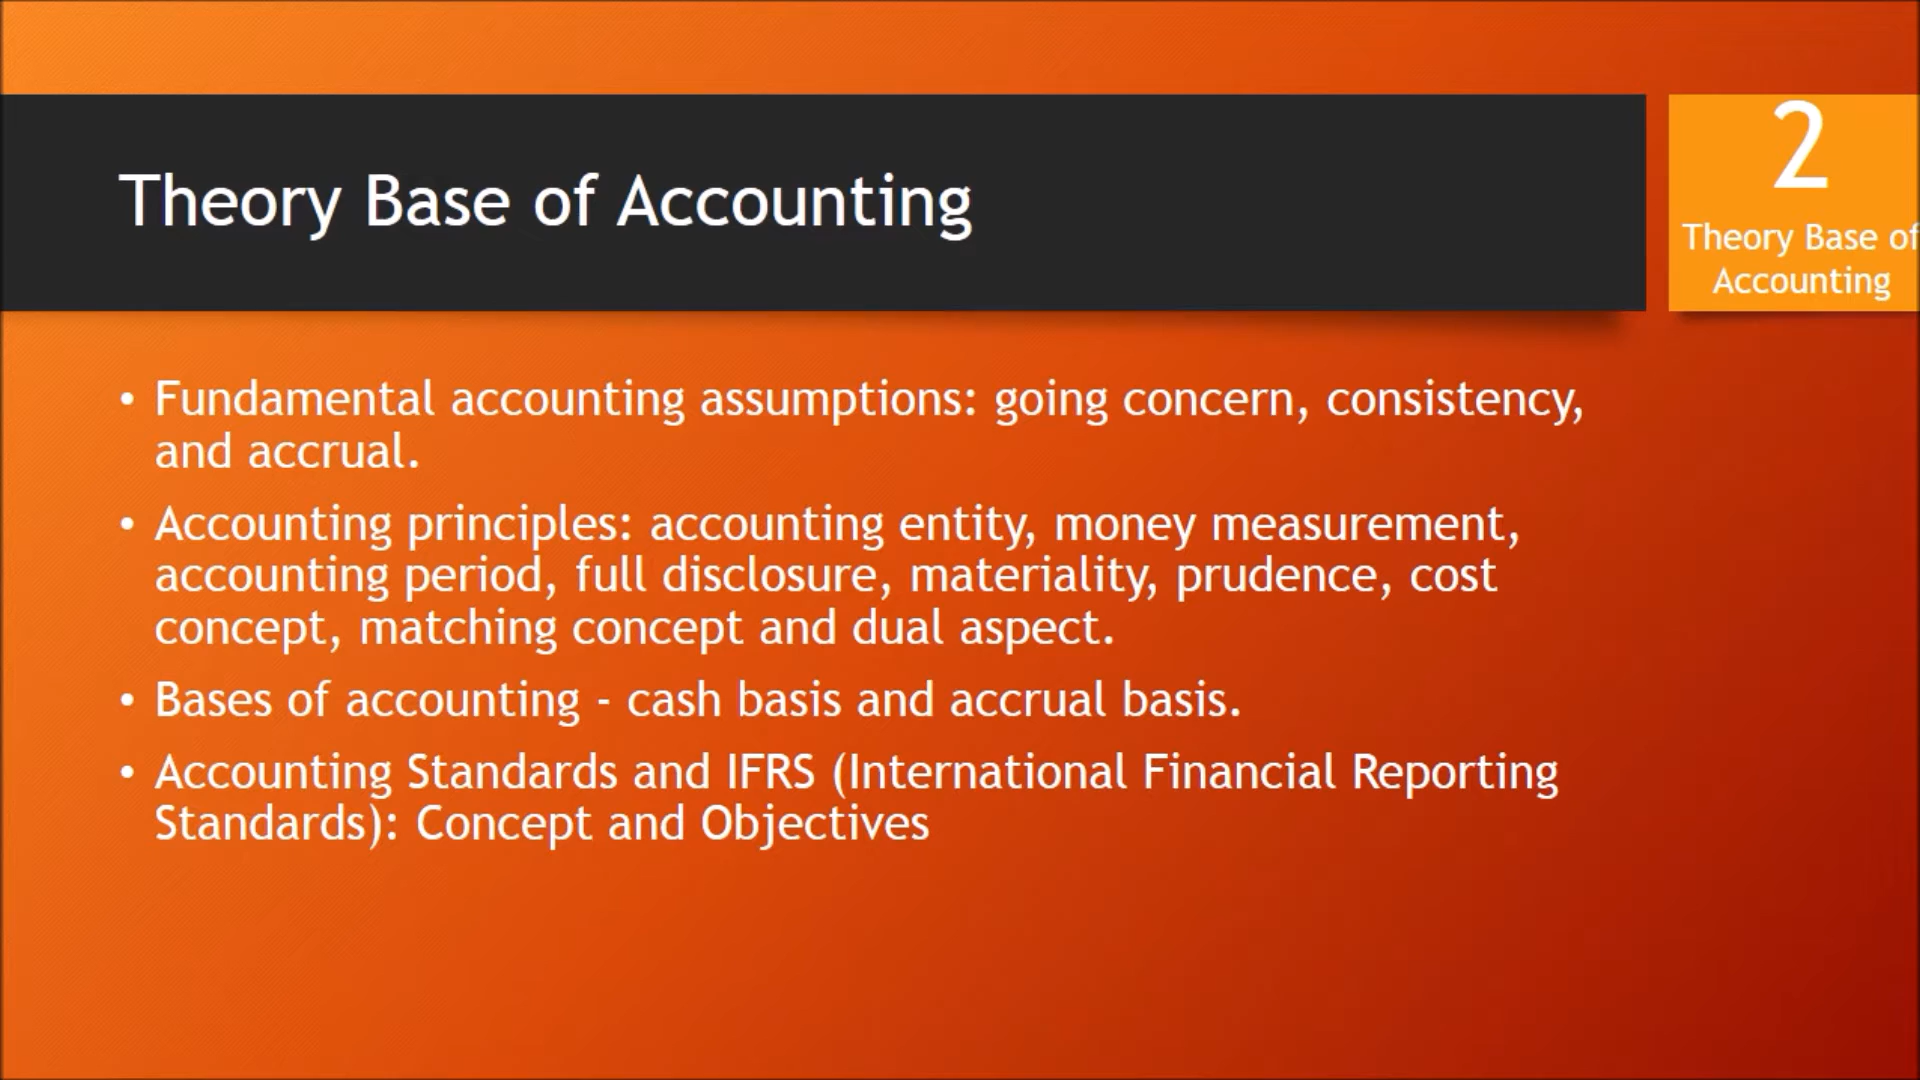 Theory Base of Accounting
2
Theory Base of
Accounting
• Fundamental accounting assumptions: going concern, consistency,
and accrual.
• Accounting principles: accounting entity, money measurement,
accounting period, full disclosure, materiality, prudence, cost
concept, matching concept and dual aspect.
• Bases of accounting - cash basis and accrual basis.
• Accounting Standards and IFRS (International Financial Reporting
Standards): Concept and Objectives